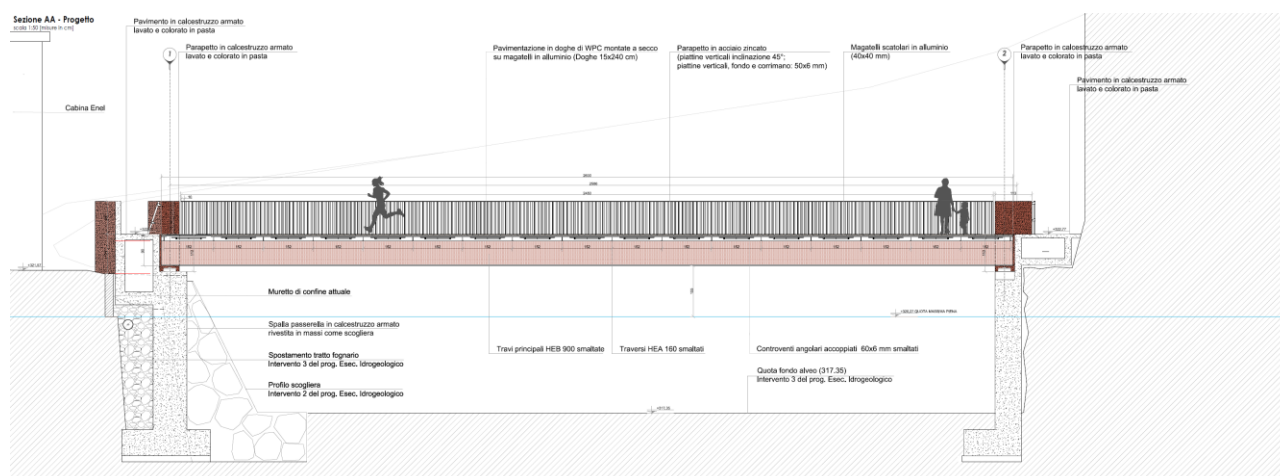 Sezione AA - Progetto
scala 1:50 (misure in cm)
Pavimento in calcestruzzo armato
lavato e colorato in pasta
1
Parapetto in calcestruzzo armato
lavato e colorato in pasta
Pavimentazione in doghe di WPC montate a secco
su magatelli in alluminio (Doghe 15x240 cm)
Parapetto in acciaio zincato
(piattine verticali inclinazione 45°;
piattine verticali, fondo e corrimano: 50x6 mm)
Magatelli scatolari in alluminio
(40x40 mm)
2
Parapetto in calcestruzzo armato
lavato e colorato in pasta
Pavimento in calcestruzzo armato
lavato e colorato in pasta
Cabina Enel
Muretto di confine attuale
Spalla passerella in calcestruzzo armato
rivestita in massi come scogliera
Spostamento tratto fognario
Intervento 3 del prog. Esec. Idrogeologico
Profilo scogliera
Intervento 2 del prog. Esec. Idrogeologico
Travi principali HEB 900 smaltate
Traversi HEA 160 smaltati
Controventi angolari accoppiati 60x6 mm smaltati
Quota fondo alveo (317.35)
Intervento 3 del prog. Esec. Idrogeologico